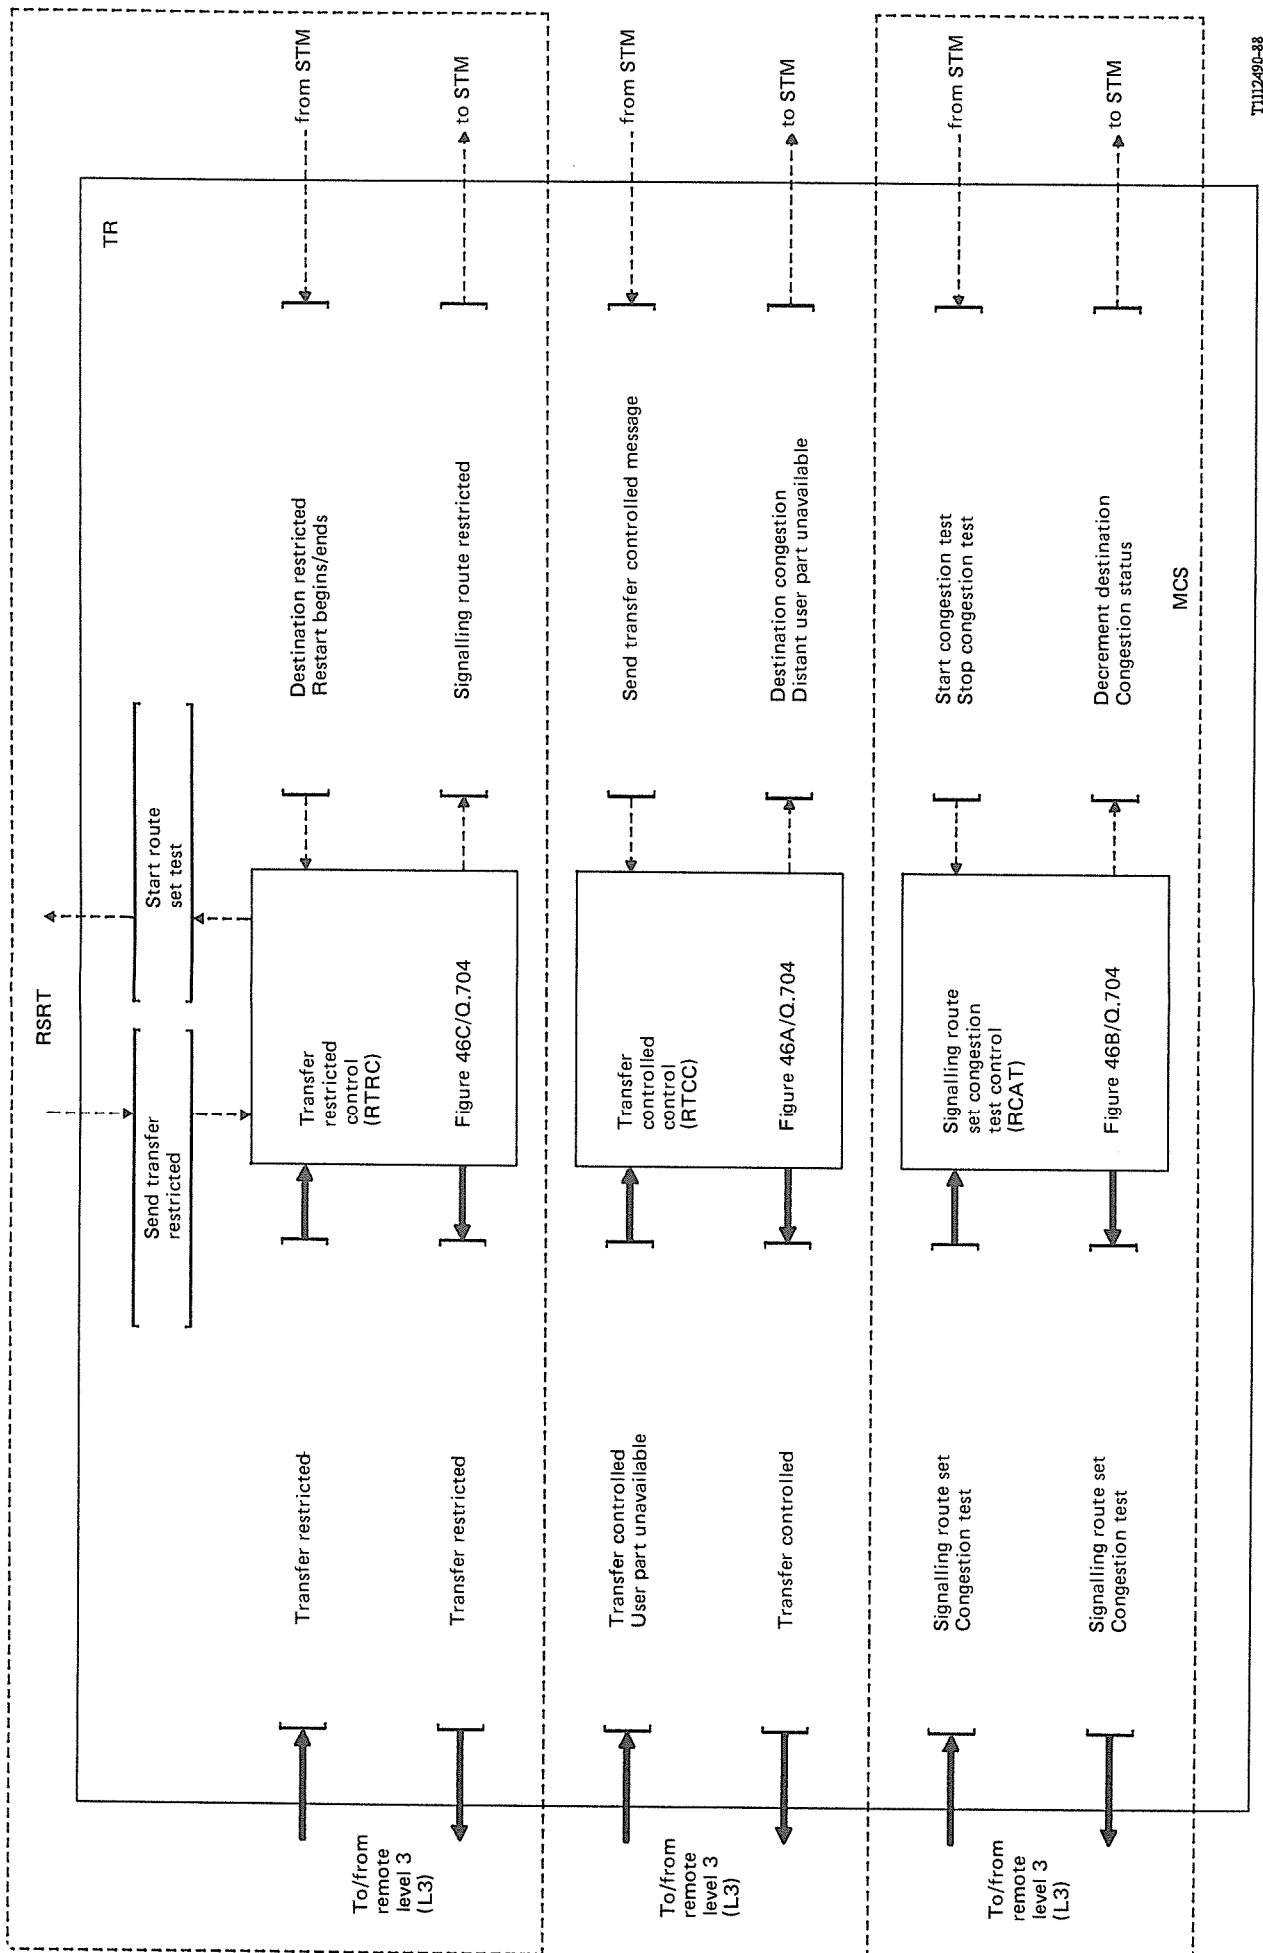 RSRT
Send transfer
restricted
Start route
set test
TR
To/from
remote
level 3
(L3)
Transfer restricted
Transfer
restricted
control
(RTRC)
Destination restricted
Restart begins/ends
from STM
Transfer restricted
Figure 46C/Q.704
Signalling route restricted
to STM
To/from
remote
level 3
(L3)
Transfer controlled
User part unavailable
Transfer
controlled
control
(RTCC)
Send transfer controlled message
from STM
Transfer controlled
Figure 46A/Q.704
Destination congestion
Distant user part unavailable
to STM
To/from
remote
level 3
(L3)
Signalling route set
Congestion test
Signalling route
set congestion
test control
(RCAT)
Start congestion test
Stop congestion test
from STM
Signalling route set
Congestion test
Figure 46B/Q.704
Decrement destination
Congestion status
to STM
MCS
T1112490-88